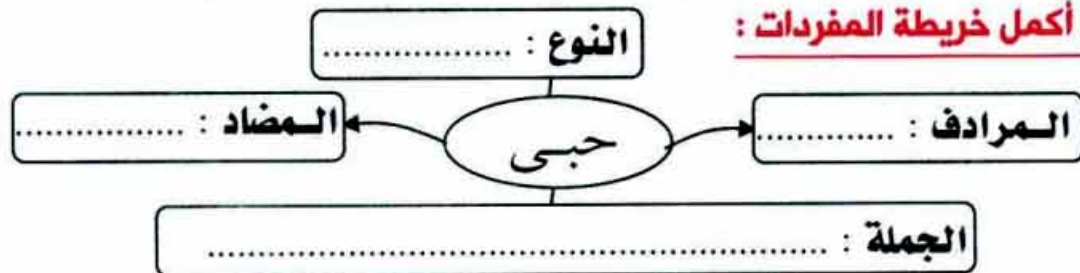 أكمل خريطة المفردات :
النوع : ..................
المرادف : .............
حبى
المضاد : ................
الجملة : ..........................................................